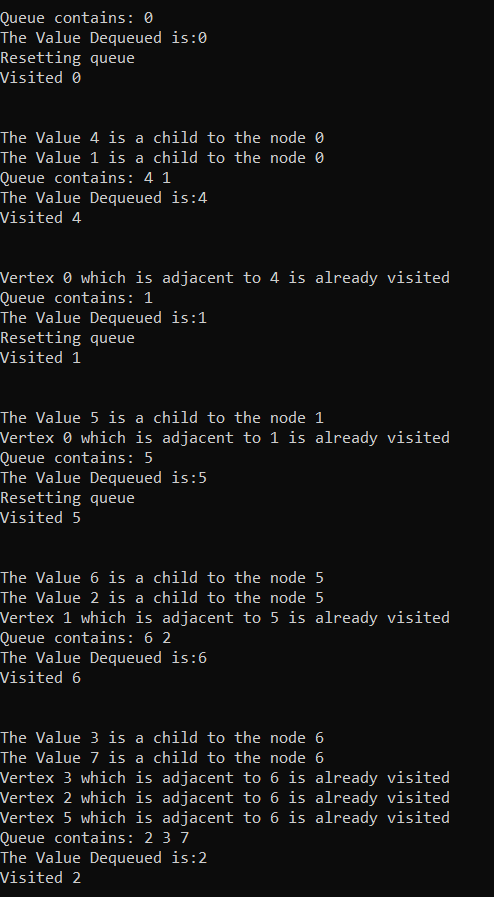 Queue contains: 0
The Value Dequeued is:0
Resetting queue
Visited 0
The Value 4 is a child to the node 0
The Value 1 is a child to the node 0
Queue contains: 4 1
The Value Dequeued is:4
Visited 4
Vertex 0 which is adjacent to 4 is already visited
Queue contains: 1
The Value Dequeued is:1
Resetting queue
Visited 1
The Value 5 is a child to the node 1
Vertex 0 which is adjacent to 1 is already visited
Queue contains: 5
The Value Dequeued is:5
Resetting queue
Visited 5
The Value 6 is a child to the node 5
The Value 2 is a child to the node 5
Vertex 1 which is adjacent to 5 is already visited
Queue contains: 6 2
The Value Dequeued is:6
Visited 6
The Value 3 is a child to the node 6
The Value 7 is a child to the node 6
Vertex 3 which is adjacent to 6 is already visited
Vertex 2 which is adjacent to 6 is already visited
Vertex 5 which is adjacent to 6 is already visited
Queue contains: 2 3 7
The Value Dequeued is:2
Visited 2